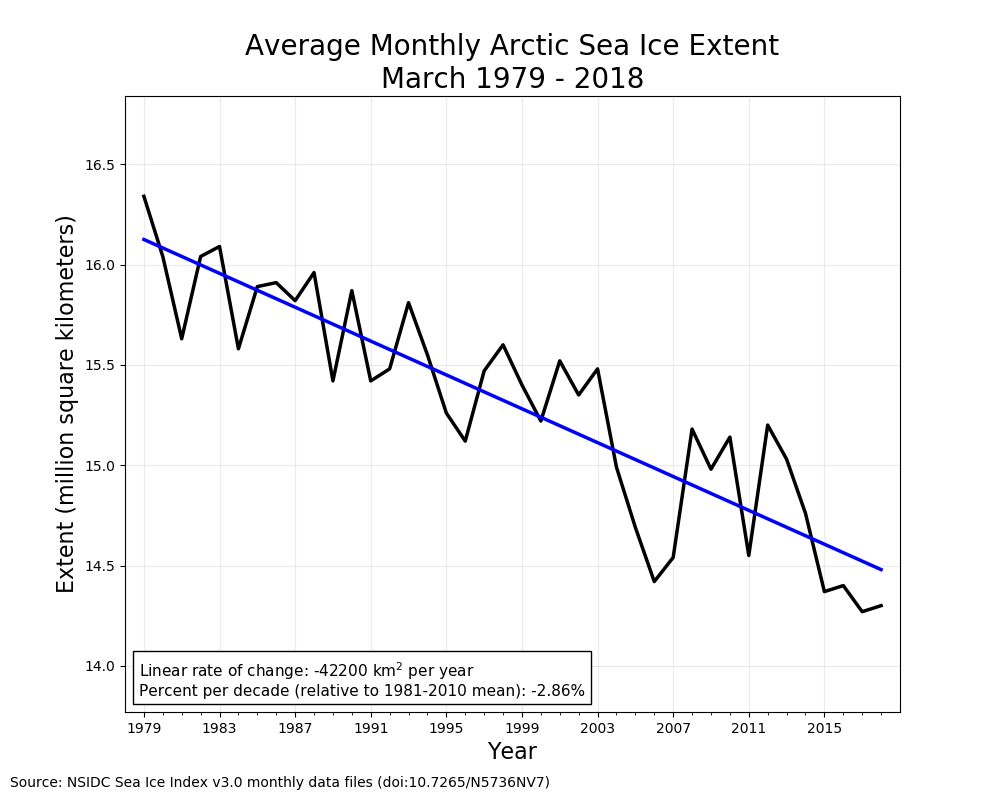 Average Monthly Arctic Sea Ice Extent
March 1979 - 2018
Extent (million square kilometers)
16.5
16.0
15.5
15.0
14.5
14.0
Linear rate of change: -42200 km² per year
Percent per decade (relative to 1981-2010 mean): -2.86%
1979 1983 1987 1991 1995 1999 2003 2007 2011 2015
Year
Source: NSIDC Sea Ice Index v3.0 monthly data files (doi:10.7265/N5736NV7)